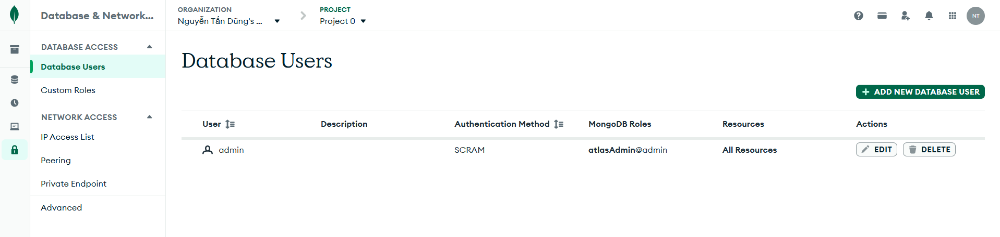 Database & Network...
ORGANIZATION
Nguyễn Tấn Dũng's ...
PROJECT
Project 0
NT
DATABASE ACCESS
Database Users
Custom Roles
NETWORK ACCESS
IP Access List
Peering
Private Endpoint
Advanced
Database Users
+ ADD NEW DATABASE USER
User Description Authentication Method MongoDB Roles Resources Actions
admin SCRAM atlasAdmin@admin All Resources EDIT DELETE